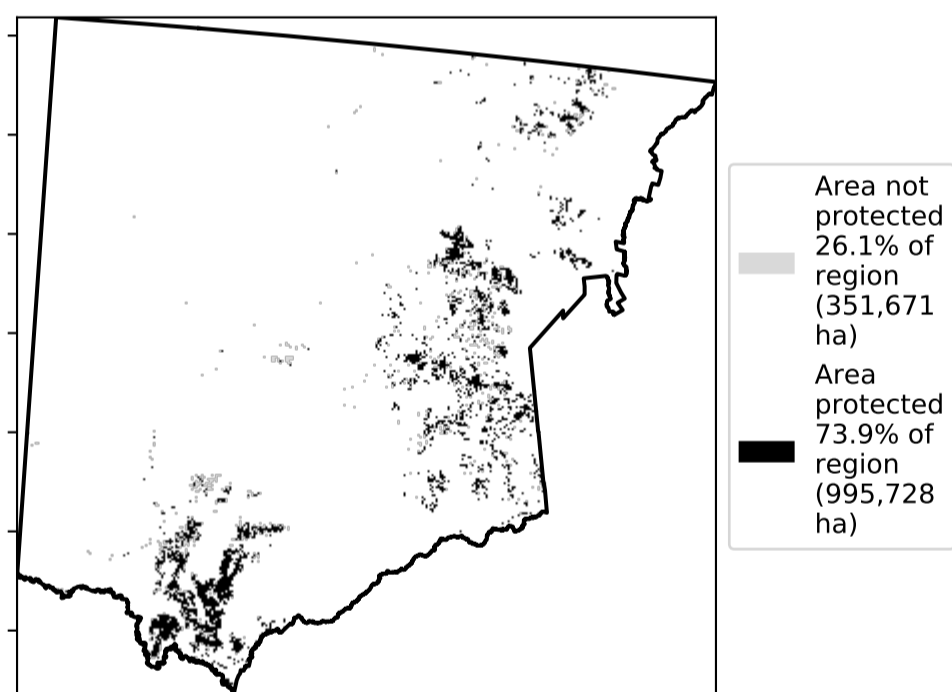 Area not
protected
26.1% of
region
(351,671
ha)
Area
protected
73.9% of
region
(995,728
ha)